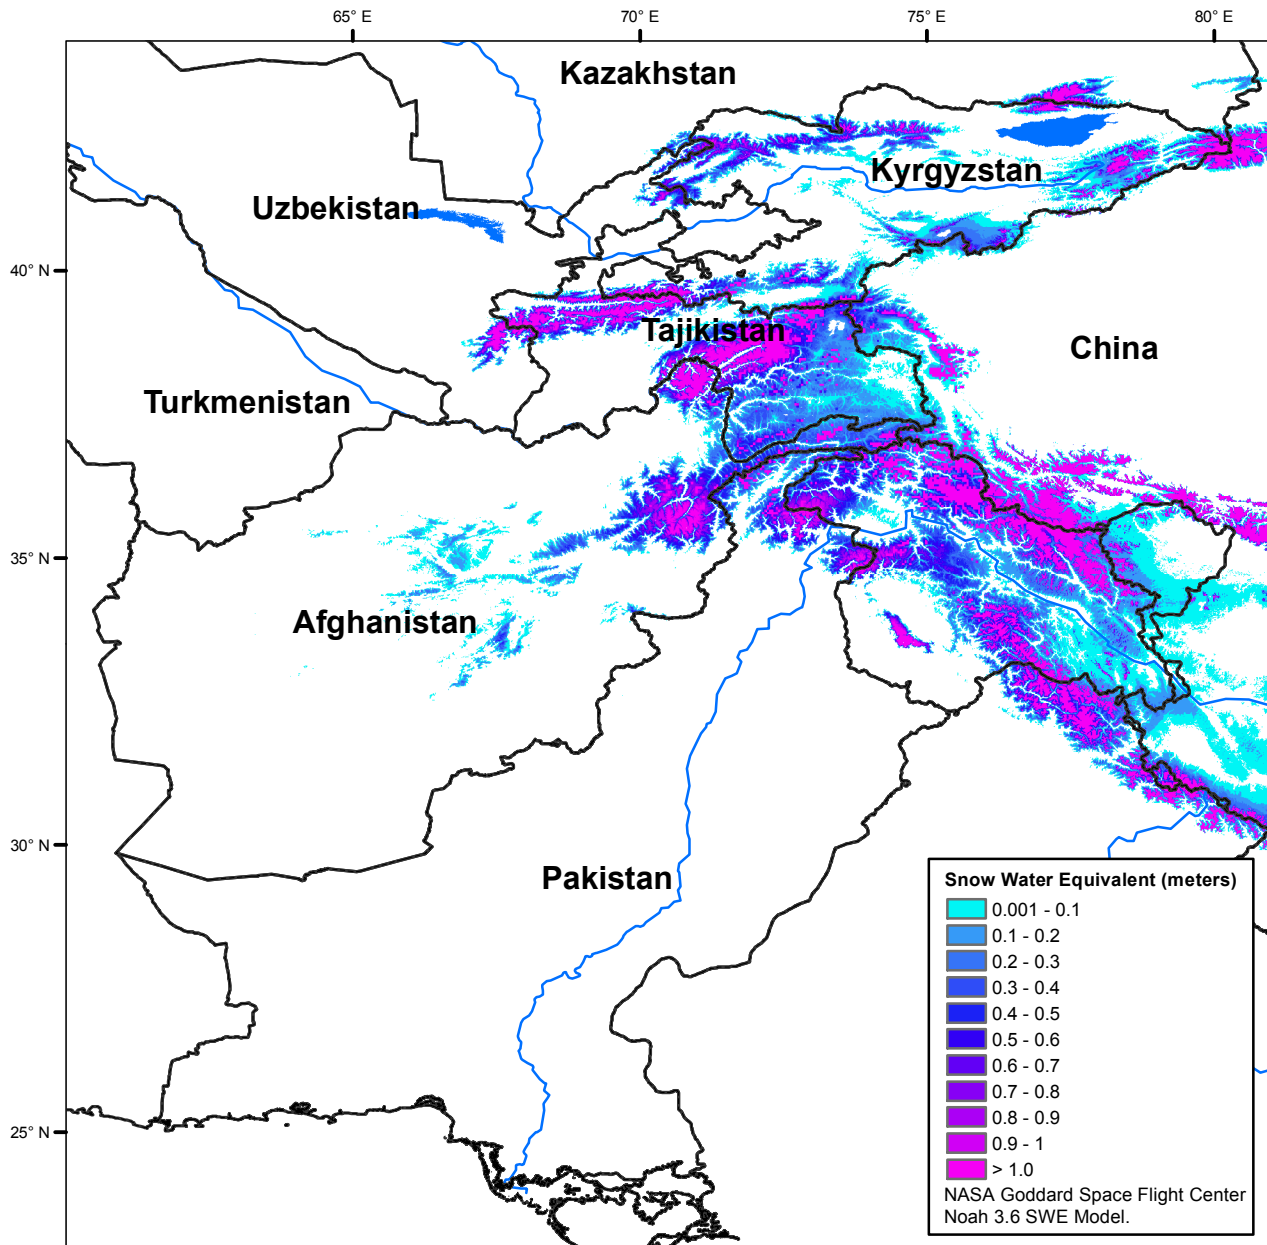 65° E
70° E
75° E
80° E
Kazakhstan
Kyrgyzstan
Uzbekistan
40° N
Tajikistan
China
Turkmenistan
35° N
Afghanistan
30° N
Pakistan
25° N
Snow Water Equivalent (meters)
0.001 - 0.1
0.1 - 0.2
0.2 - 0.3
0.3 - 0.4
0.4 - 0.5
0.5 - 0.6
0.6 - 0.7
0.7 - 0.8
0.8 - 0.9
0.9 - 1
> 1.0
NASA Goddard Space Flight Center
Noah 3.6 SWE Model.